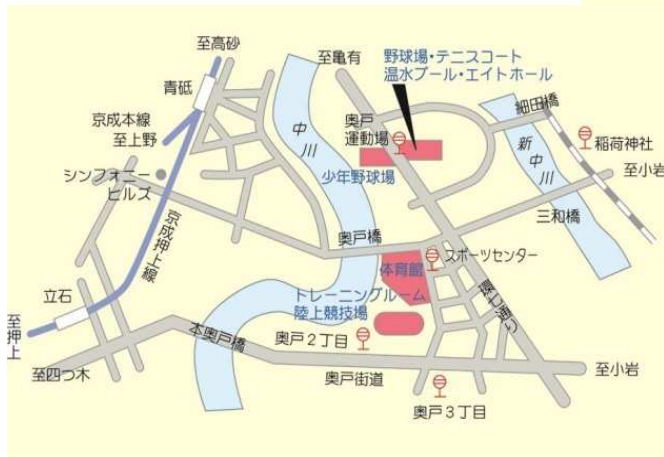 至高砂
青砥
京成本線
至上野
シンフォニー
ヒルズ
京成押上線
立石
至押上
至四つ木
中川
至亀有
野球場・テニスコート
温水プール・エイトホール
奥戸
運動場
少年野球場
細田橋
新中川
稲荷神社
至小岩
三和橋
奥戸橋
スポーツセンター
体育館
トレーニングルーム
陸上競技場
環七通り
本奥戸橋
奥戸2丁目
奥戸街道
奥戸3丁目
至小岩